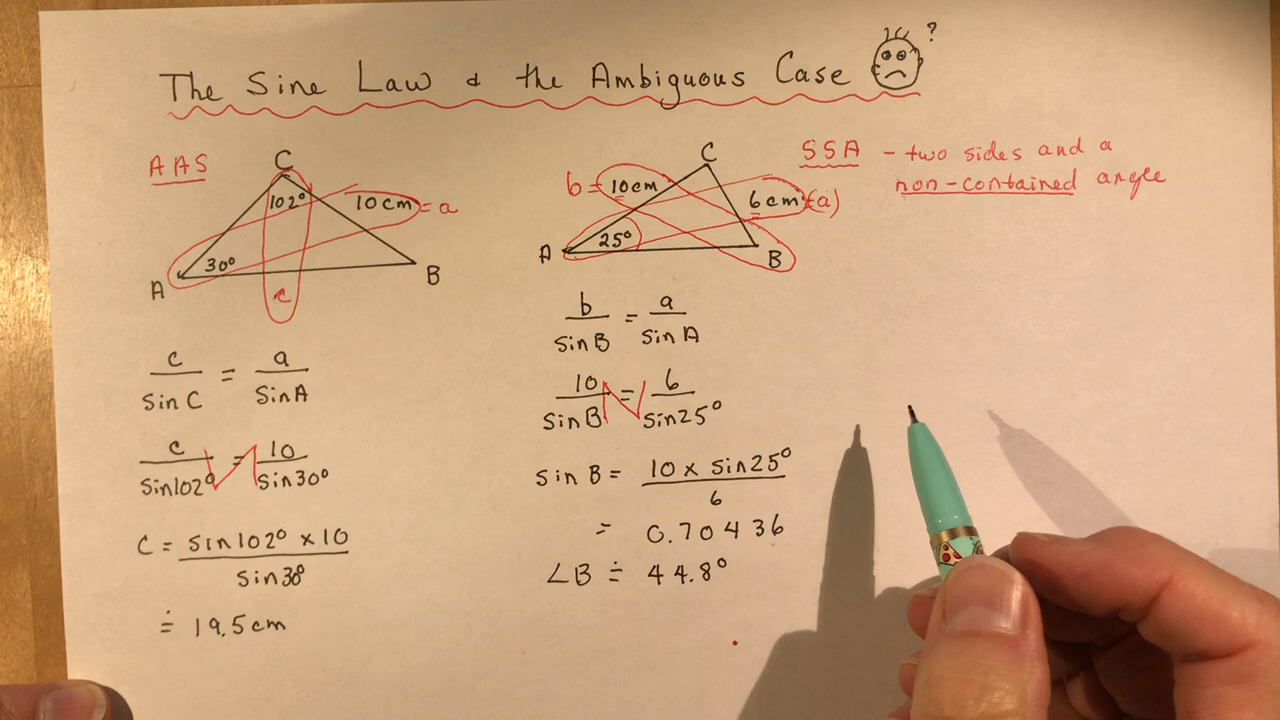 The Sine Law & the Ambiguous Case ?
AAS
C
102°
10cm = a
30°
A
B
c
c/sin C = a/sin A
c/sin102° = 10/sin30°
C = sin102° x 10 / sin30°
≐ 19.5cm
C
b = 10cm
6cm (a)
25°
A
B
b/sin B = a/sin A
10/sin B = 6/sin25°
sin B = 10 x sin25° / 6
= 0.70436
∠B ≐ 44.8°
SSA - two sides and a
non-contained angle